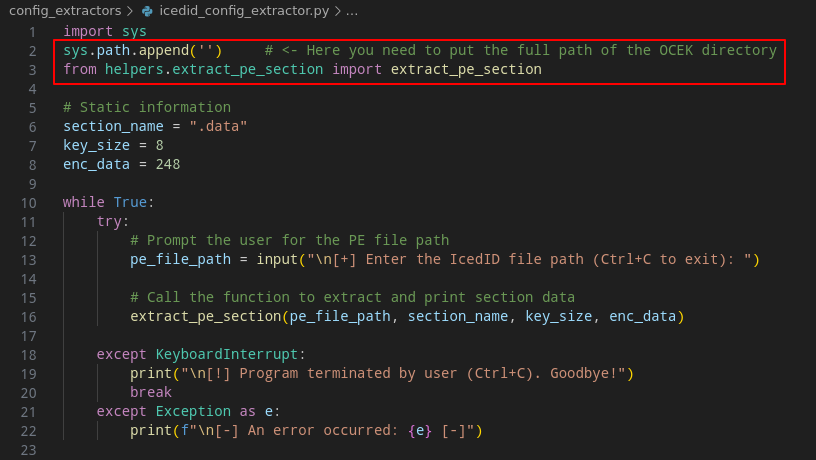 config_extractors > icedid_config_extractor.py > ...
1 import sys
2 sys.path.append('')     # <- Here you need to put the full path of the OCEK directory
3 from helpers.extract_pe_section import extract_pe_section
4
5 # Static information
6 section_name = ".data"
7 key_size = 8
8 enc_data = 248
9
10 while True:
11     try:
12         # Prompt the user for the PE file path
13         pe_file_path = input("\n[+] Enter the IcedID file path (Ctrl+C to exit): ")
14
15         # Call the function to extract and print section data
16         extract_pe_section(pe_file_path, section_name, key_size, enc_data)
17
18     except KeyboardInterrupt:
19         print("\n[!] Program terminated by user (Ctrl+C). Goodbye!")
20         break
21     except Exception as e:
22         print(f"\n[-] An error occurred: {e} [-]")
23